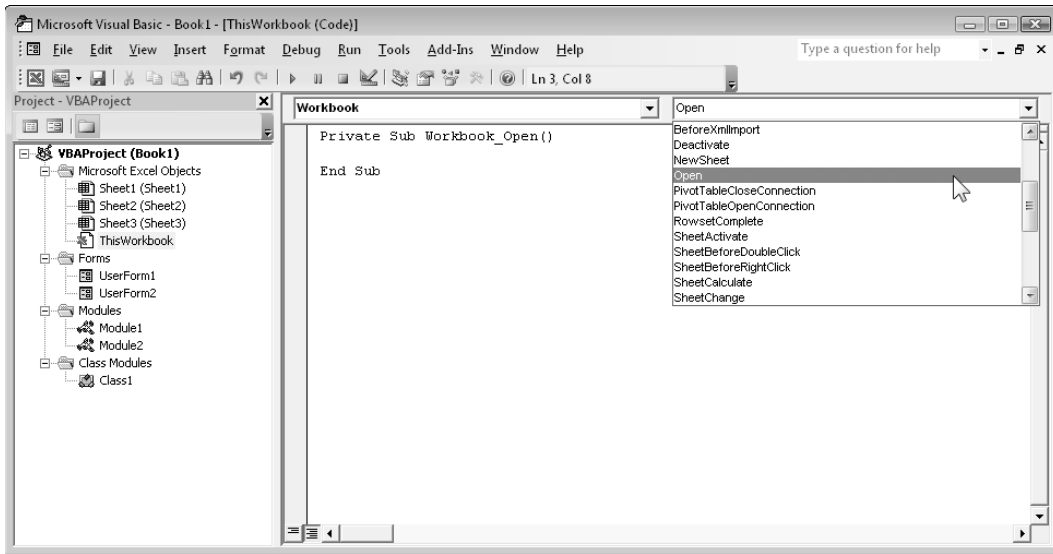 Microsoft Visual Basic - Book1 - [ThisWorkbook (Code)]
File Edit View Insert Format Debug Run Tools Add-Ins Window Help
Type a question for help
Ln 3, Col 8
Project - VBAProject
VBAProject (Book1)
Microsoft Excel Objects
Sheet1 (Sheet1)
Sheet2 (Sheet2)
Sheet3 (Sheet3)
ThisWorkbook
Forms
UserForm1
UserForm2
Modules
Module1
Module2
Class Modules
Class1
Workbook
Open
Private Sub Workbook_Open()
End Sub
BeforeXmlImport
Deactivate
NewSheet
Open
PivotTableCloseConnection
PivotTableOpenConnection
RowsetComplete
SheetActivate
SheetBeforeDoubleClick
SheetBeforeRightClick
SheetCalculate
SheetChange